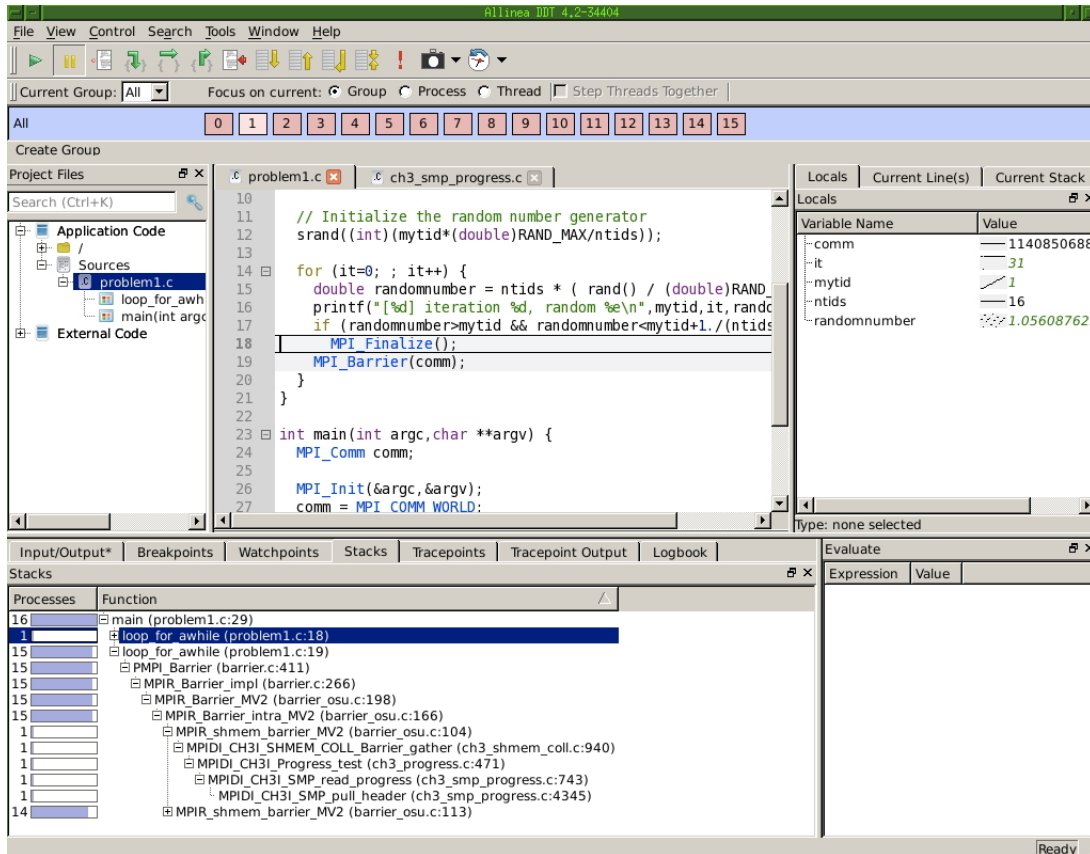 Allinea DDT 4.2-34404
File View Control Search Tools Window Help
Current Group: All Focus on current: Group Process Thread Step Threads Together
All 0 1 2 3 4 5 6 7 8 9 10 11 12 13 14 15
Create Group
Project Files
Search (Ctrl+K)
Application Code
/
Sources
problem1.c
loop_for_awh
main(int argc
External Code
problem1.c ch3_smp_progress.c
10
11 // Initialize the random number generator
12 srand((int)(mytid*(double)RAND_MAX/ntids));
13
14 for (it=0; ; it++) {
15 double randomnumber = ntids * ( rand() / (double)RAND_
16 printf("[%d] iteration %d, random %e\n",mytid,it,random
17 if (randomnumber>mytid && randomnumber<mytid+1./(ntids
18 MPI_Finalize();
19 MPI_Barrier(comm);
20 }
21 }
22
23 int main(int argc,char **argv) {
24 MPI_Comm comm;
25
26 MPI_Init(&argc,&argv);
27 comm = MPI_COMM_WORLD;
Locals Current Line(s) Current Stack
Locals
Variable Name Value
comm 1140850688
it 31
mytid 1
ntids 16
randomnumber 1.05608762
Type: none selected
Input/Output* Breakpoints Watchpoints Stacks Tracepoints Tracepoint Output Logbook
Stacks
Processes Function
16 main (problem1.c:29)
1 loop_for_awhile (problem1.c:18)
15 loop_for_awhile (problem1.c:19)
15 PMPI_Barrier (barrier.c:411)
15 MPIR_Barrier_impl (barrier.c:266)
15 MPIR_Barrier_MV2 (barrier_osu.c:198)
15 MPIR_Barrier_intra_MV2 (barrier_osu.c:166)
1 MPIR_shmem_barrier_MV2 (barrier_osu.c:104)
1 MPIDI_CH3I_SHMEM_COLL_Barrier_gather (ch3_shmem_coll.c:940)
1 MPIDI_CH3I_Progress_test (ch3_progress.c:471)
1 MPIDI_CH3I_SMP_read_progress (ch3_smp_progress.c:743)
1 MPIDI_CH3I_SMP_pull_header (ch3_smp_progress.c:4345)
14 MPIR_shmem_barrier_MV2 (barrier_osu.c:113)
Evaluate
Expression Value
Ready